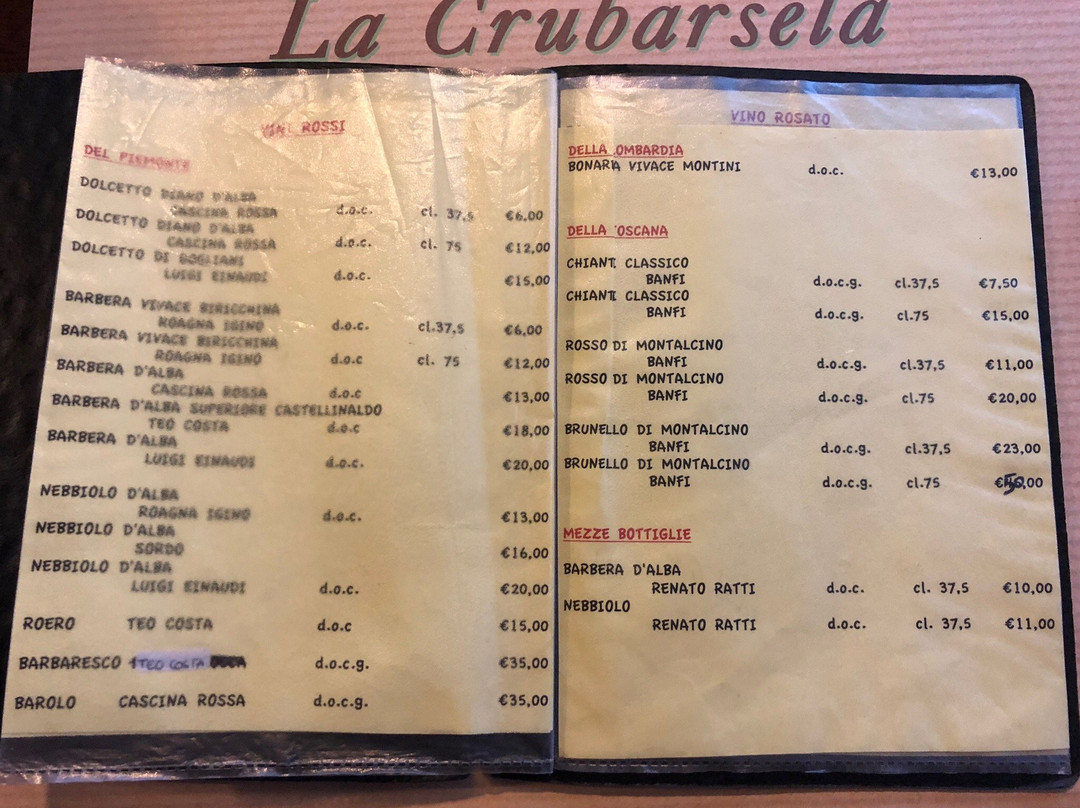 La Crubarsela
VINI ROSSI
DEL PIEMONTE
DOLCETTO DIANO D'ALBA
CASCINA ROSSA d.o.c. cl. 37,5 €6,00
DOLCETTO DIANO D'ALBA
CASCINA ROSSA d.o.c. cl. 75 €12,00
DOLCETTO DI DOGLIANI
LUIGI EINAUDI d.o.c. €15,00
BARBERA VIVACE BIRICCHINA
ROAGNA IGINO d.o.c. cl.37,5 €6,00
BARBERA VIVACE BIRICCHINA
ROAGNA IGINO d.o.c cl. 75 €12,00
BARBERA D'ALBA
CASCINA ROSSA d.o.c €13,00
BARBERA D'ALBA SUPERIORE CASTELLINALDO
TEO COSTA d.o.c €18,00
BARBERA D'ALBA
LUIGI EINAUDI d.o.c. €20,00
NEBBIOLO D'ALBA
ROAGNA IGINO d.o.c. €13,00
NEBBIOLO D'ALBA
SORDO €16,00
NEBBIOLO D'ALBA
LUIGI EINAUDI d.o.c. €20,00
ROERO TEO COSTA d.o.c €15,00
BARBARESCO TEO COSTA d.o.c.g. €35,00
BAROLO CASCINA ROSSA d.o.c.g. €35,00
VINO ROSATO
DELLA OMBARDIA
BONARA VIVACE MONTINI d.o.c. €13,00
DELLA 'OSCANA
CHIANTI CLASSICO
BANFI d.o.c.g. cl.37,5 €7,50
CHIANTI CLASSICO
BANFI d.o.c.g. cl.75 €15,00
ROSSO DI MONTALCINO
BANFI d.o.c.g. cl.37,5 €11,00
ROSSO DI MONTALCINO
BANFI d.o.c.g. cl.75 €20,00
BRUNELLO DI MONTALCINO
BANFI d.o.c.g. cl.37,5 €23,00
BRUNELLO DI MONTALCINO
BANFI d.o.c.g. cl.75
MEZZE BOTTIGLIE
BARBERA D'ALBA
RENATO RATTI d.o.c. cl. 37,5 €10,00
NEBBIOLO
RENATO RATTI d.o.c. cl. 37,5 €11,00